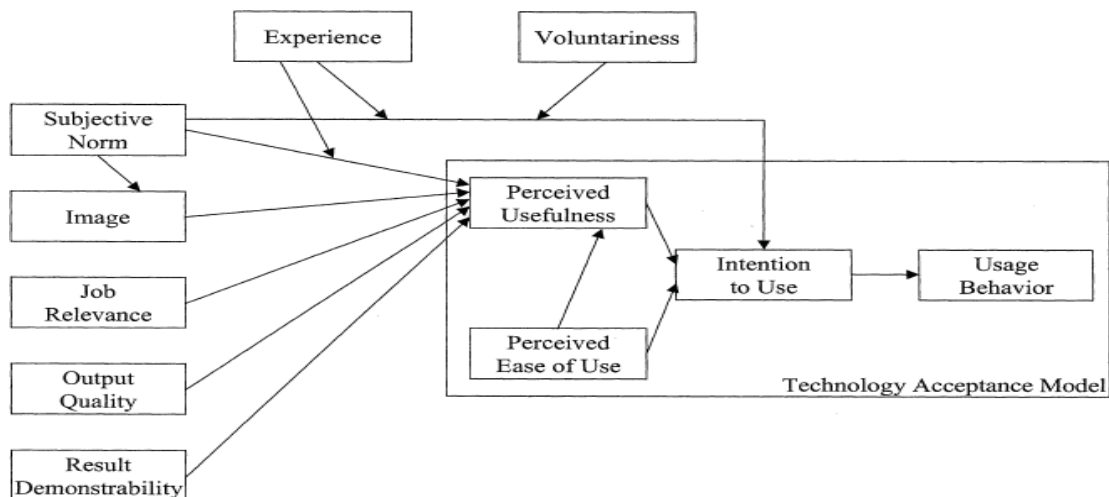 Experience
Voluntariness
Subjective
Norm
Image
Job
Relevance
Output
Quality
Result
Demonstrability
Perceived
Usefulness
Perceived
Ease of Use
Intention
to Use
Usage
Behavior
Technology Acceptance Model